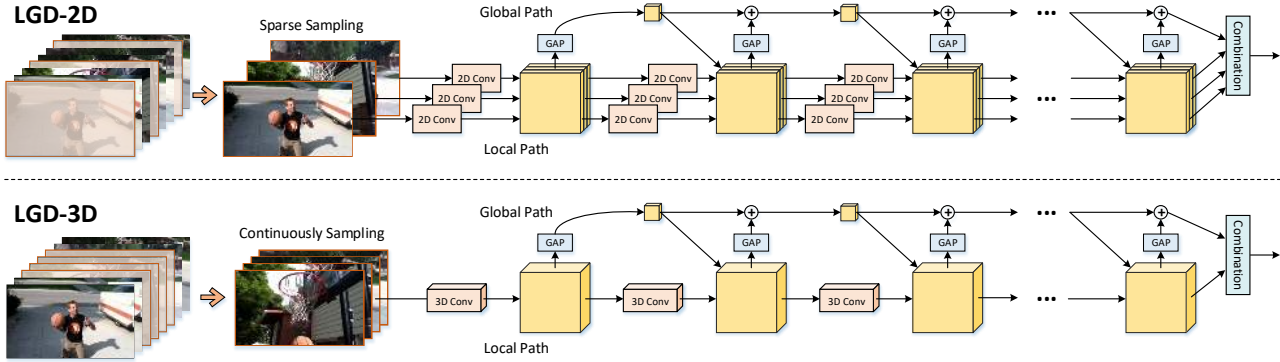 LGD-2D
Sparse Sampling
Global Path
GAP
GAP
GAP
GAP
2D Conv
2D Conv
2D Conv
2D Conv
2D Conv
2D Conv
2D Conv
2D Conv
2D Conv
Local Path
Combination
LGD-3D
Continuously Sampling
Global Path
GAP
GAP
GAP
GAP
3D Conv
3D Conv
3D Conv
Local Path
Combination